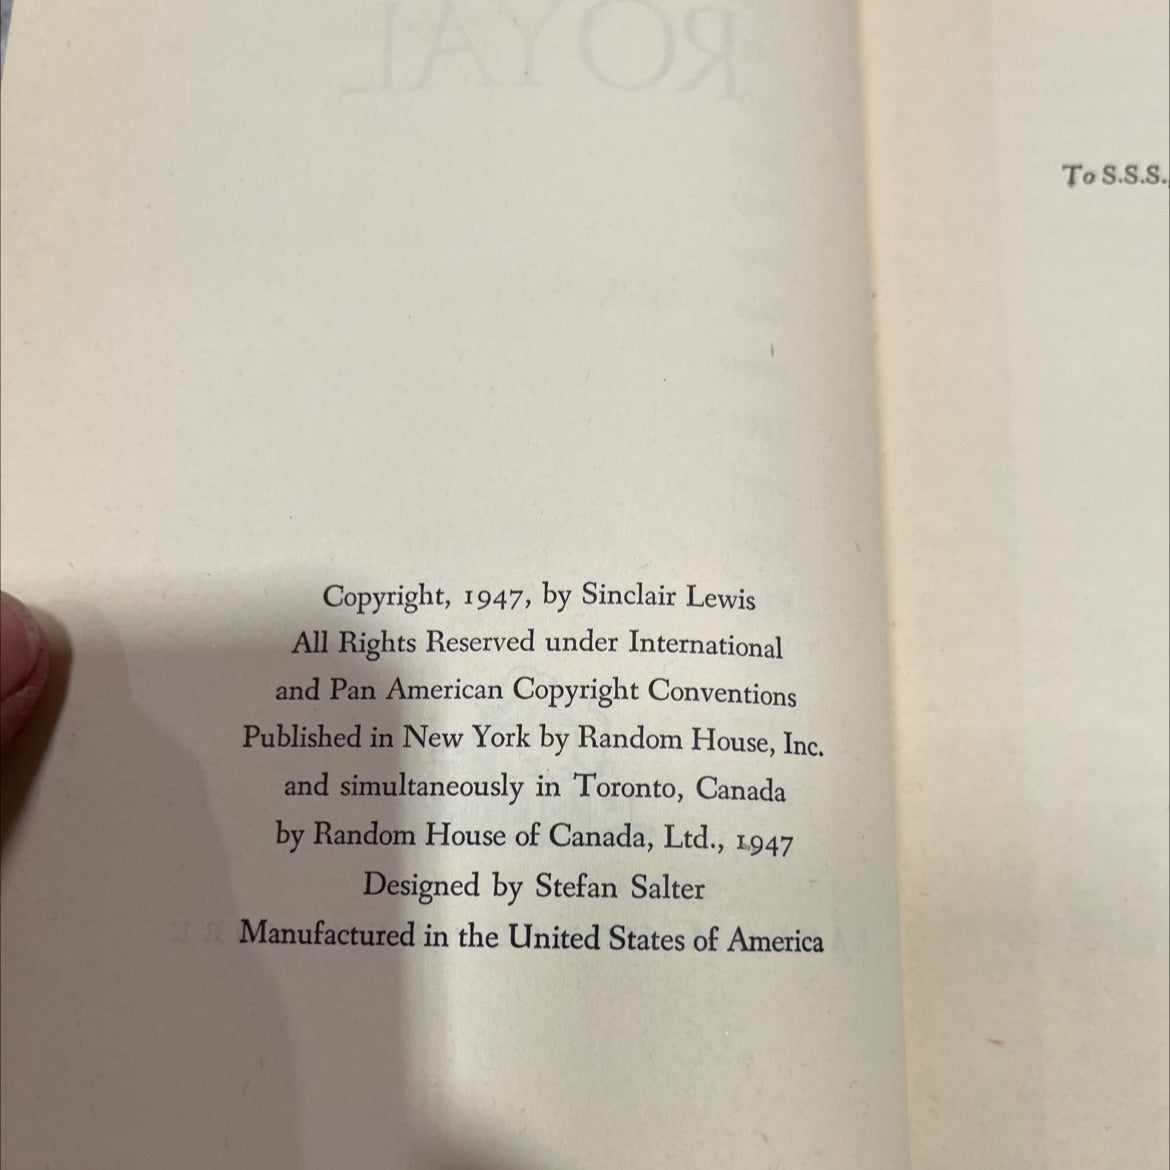 ROYAL
Copyright, 1947, by Sinclair Lewis
All Rights Reserved under International
and Pan American Copyright Conventions
Published in New York by Random House, Inc.
and simultaneously in Toronto, Canada
by Random House of Canada, Ltd., 1947
Designed by Stefan Salter
Manufactured in the United States of America
To S.S.S.,